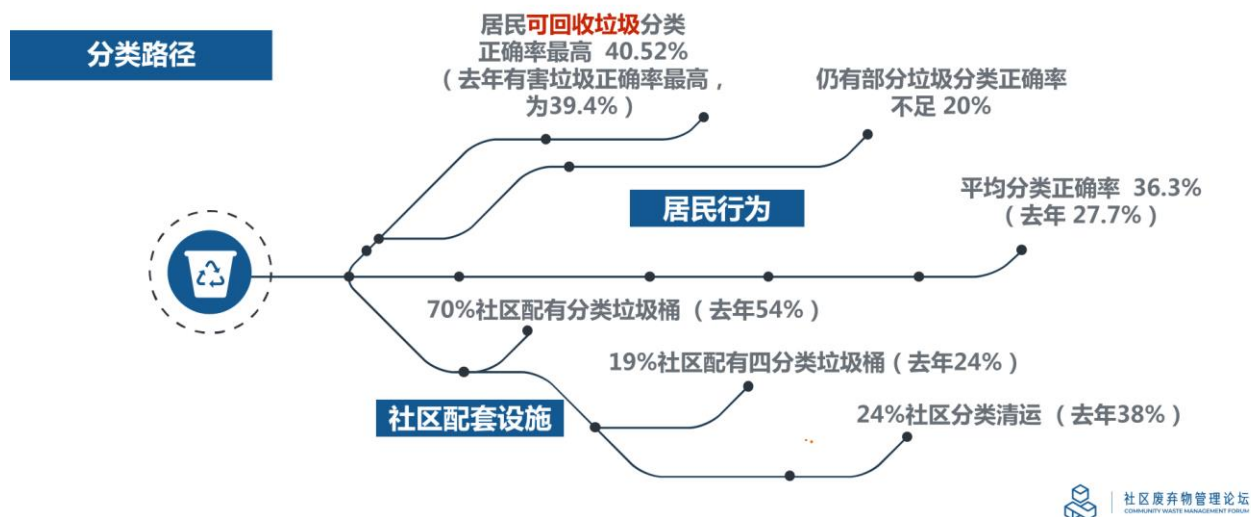 分类路径
居民可回收垃圾分类
正确率最高 40.52%
（去年有害垃圾正确率最高，
为39.4%）
仍有部分垃圾分类正确率
不足 20%
居民行为
平均分类正确率 36.3%
（去年 27.7%）
70%社区配有分类垃圾桶 （去年54%）
19%社区配有四分类垃圾桶（去年24%）
社区配套设施
24%社区分类清运 （去年38%）
社区废弃物管理论坛
COMMUNITY WASTE MANAGEMENT FORUM